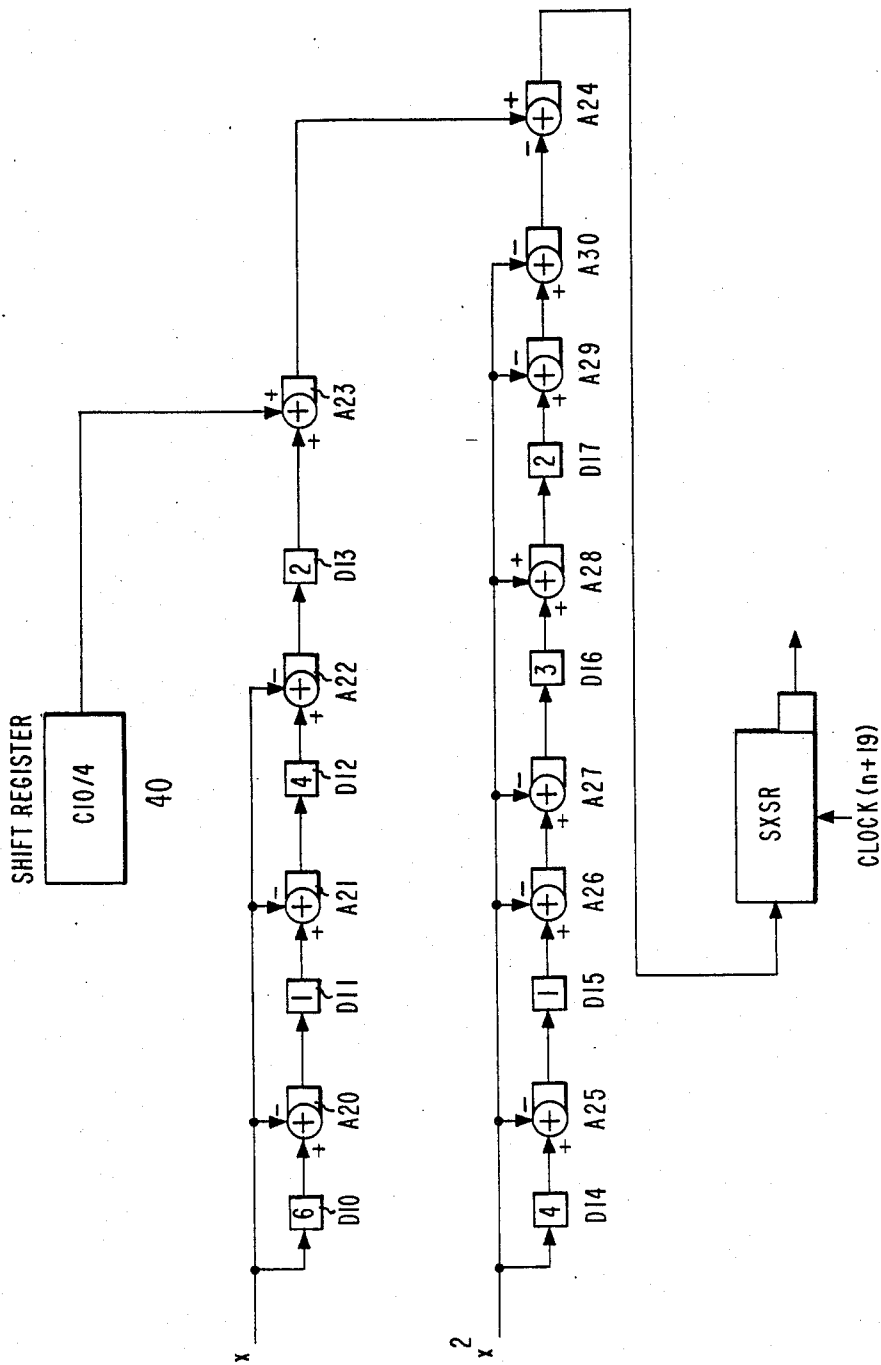 SHIFT REGISTER
C10/4
40
x
6
D10
-
+
A20
1
D11
-
+
A21
4
D12
-
+
A22
2
D13
+
+
A23
x²
4
D14
-
+
A25
1
D15
-
+
A26
-
+
A27
3
D16
+
+
A28
2
D17
-
+
A29
-
+
A30
+
-
A24
SXSR
CLOCK (n+19)